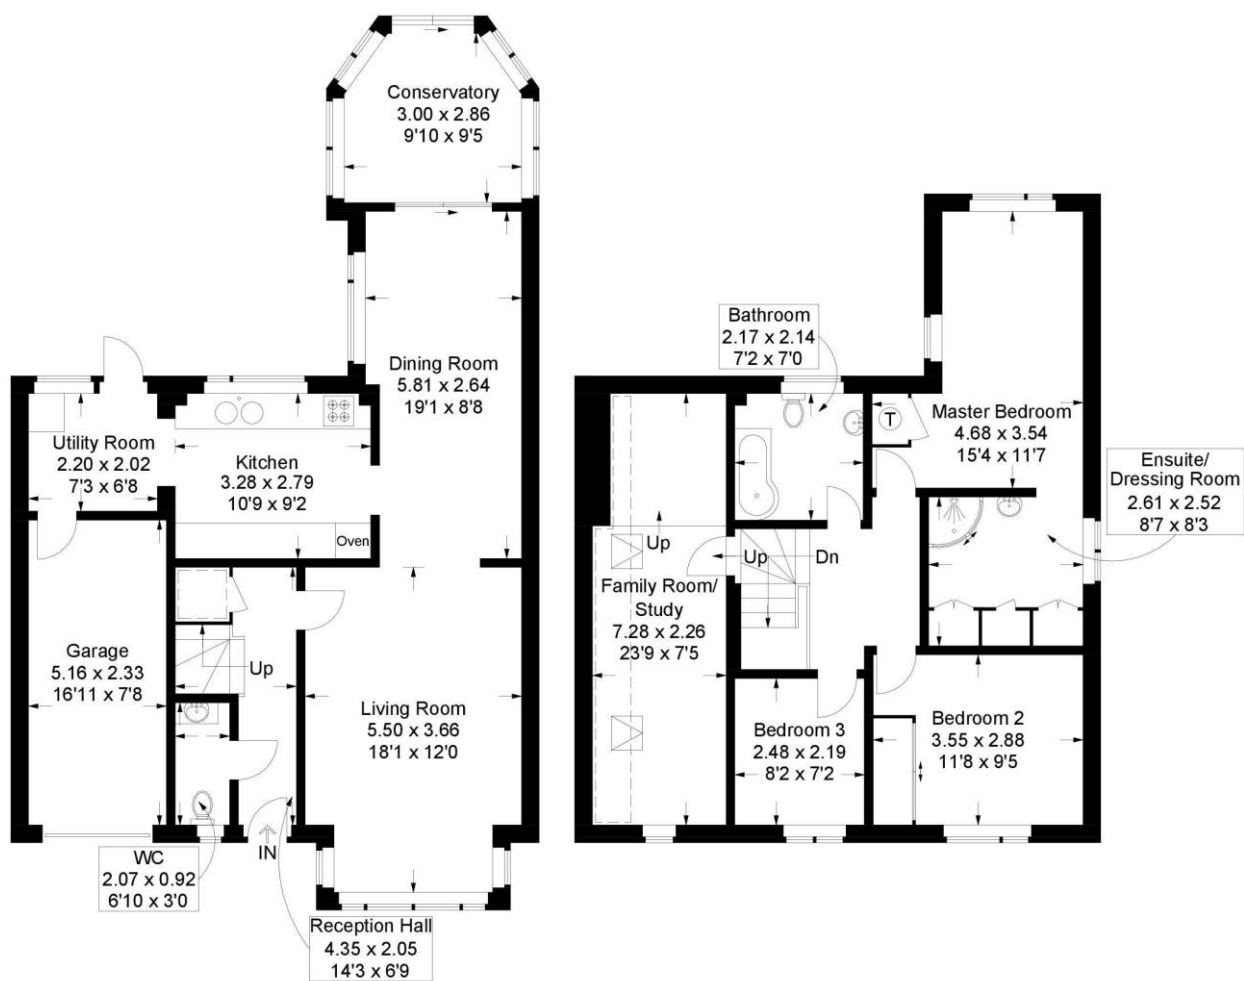 Conservatory
3.00 x 2.86
9'10 x 9'5
Dining Room
5.81 x 2.64
19'1 x 8'8
Utility Room
2.20 x 2.02
7'3 x 6'8
Kitchen
3.28 x 2.79
10'9 x 9'2
Oven
Garage
5.16 x 2.33
16'11 x 7'8
Up
Living Room
5.50 x 3.66
18'1 x 12'0
IN
WC
2.07 x 0.92
6'10 x 3'0
Reception Hall
4.35 x 2.05
14'3 x 6'9
Bathroom
2.17 x 2.14
7'2 x 7'0
T
Master Bedroom
4.68 x 3.54
15'4 x 11'7
Ensuite/
Dressing Room
2.61 x 2.52
8'7 x 8'3
Up
Up
Dn
Family Room/
Study
7.28 x 2.26
23'9 x 7'5
Bedroom 3
2.48 x 2.19
8'2 x 7'2
Bedroom 2
3.55 x 2.88
11'8 x 9'5